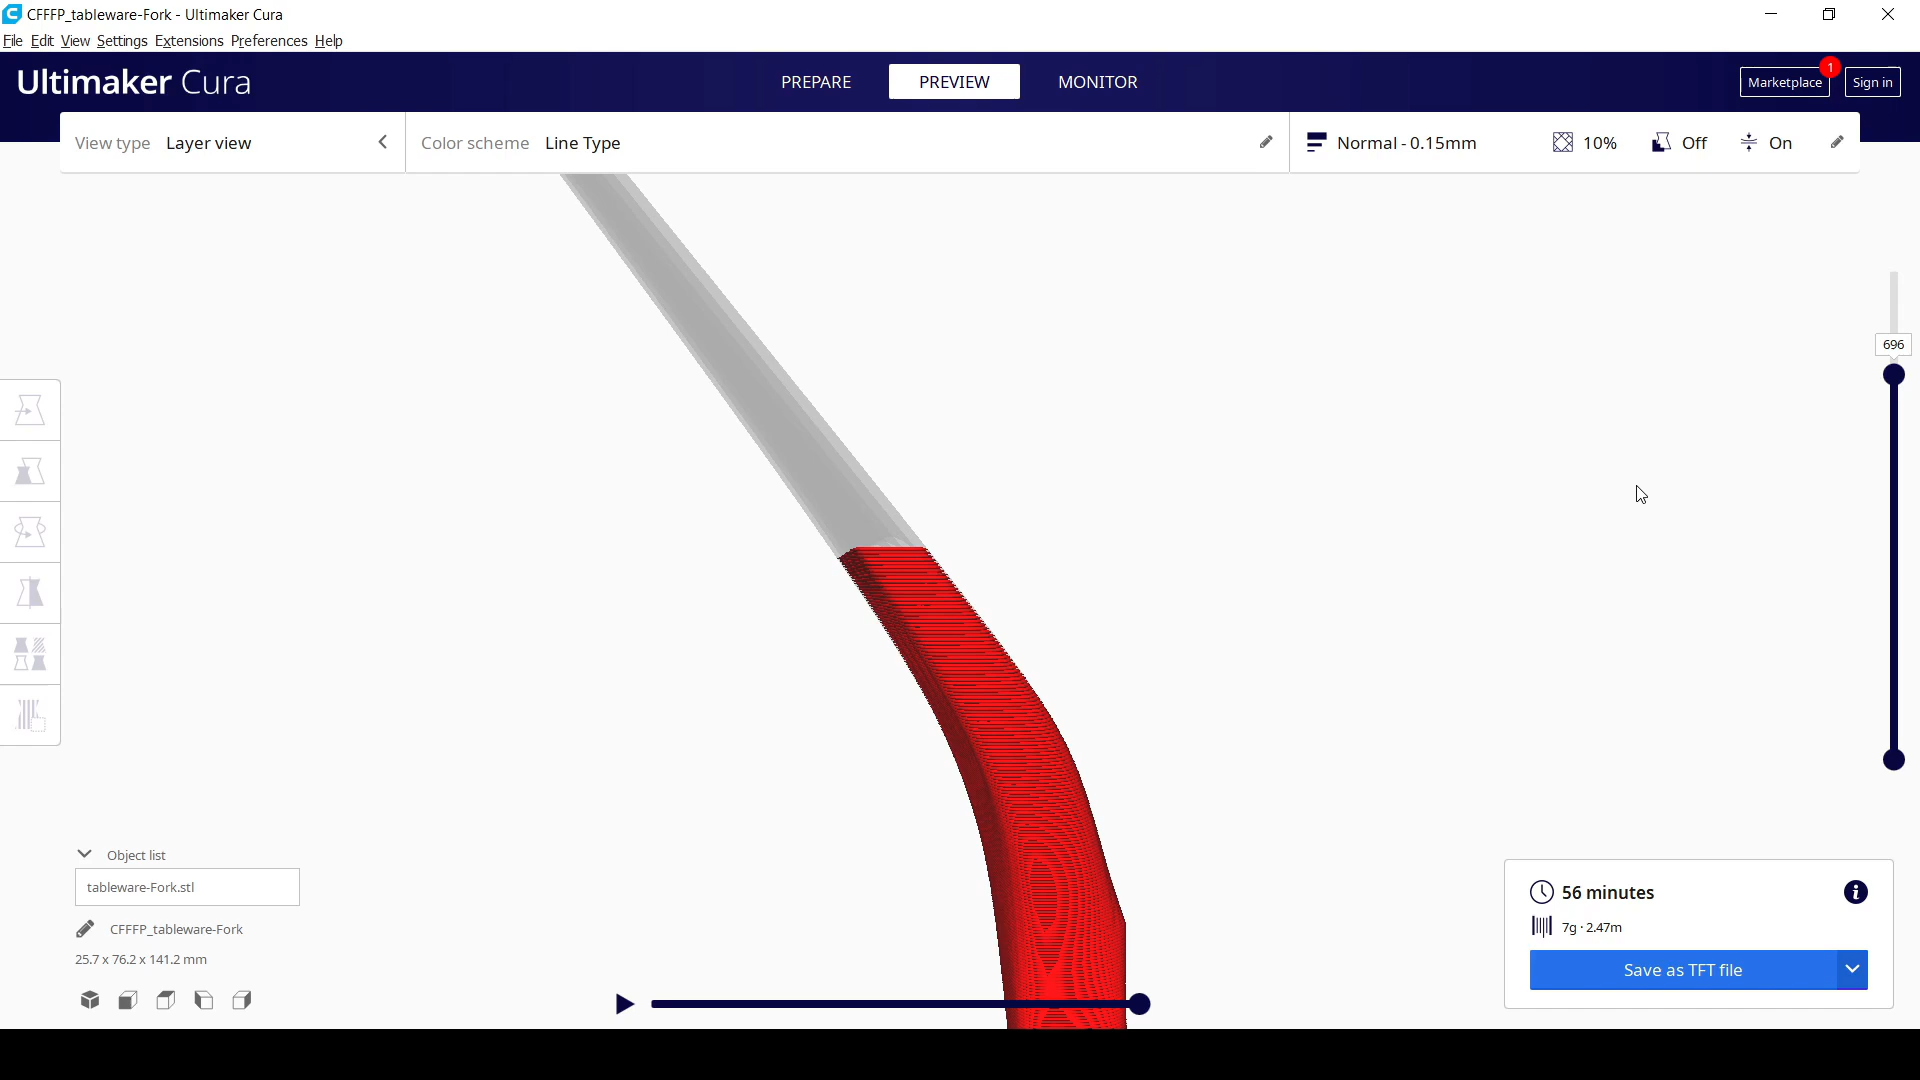 CFFFP_tableware-Fork - Ultimaker Cura
File Edit View Settings Extensions Preferences Help
Ultimaker Cura
PREPARE
PREVIEW
MONITOR
Marketplace
1
Sign in
View type Layer view
Color scheme Line Type
Normal - 0.15mm
10%
Off
On
696
Object list
tableware-Fork.stl
CFFFP_tableware-Fork
25.7 x 76.2 x 141.2 mm
56 minutes
7g · 2.47m
Save as TFT file